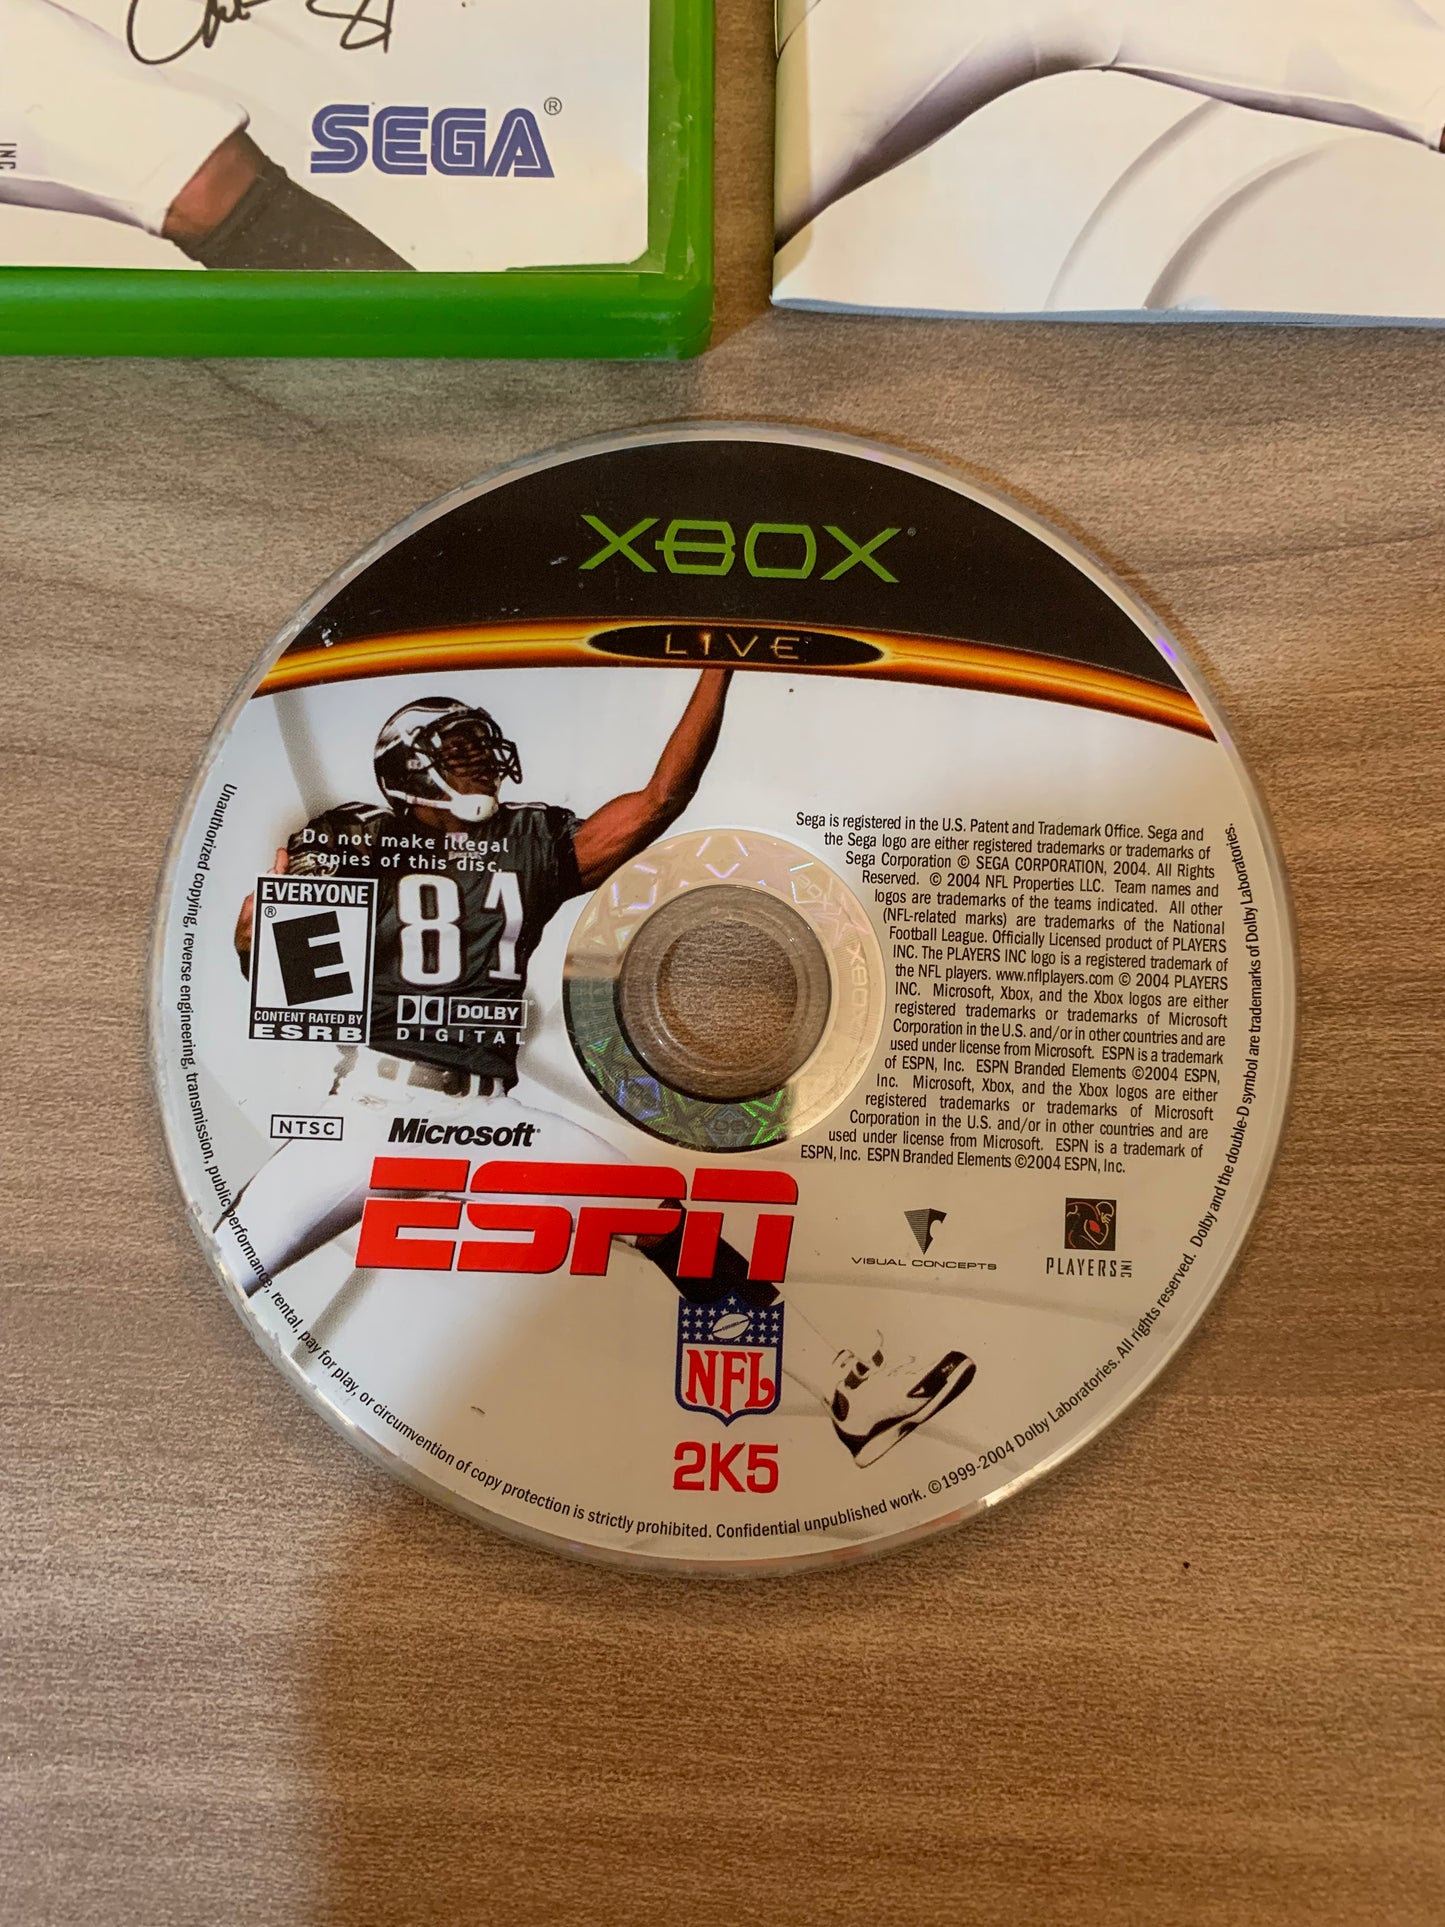 81
SEGA®
INC
XBOX
LIVE
Do not make illegal
copies of this disc.
81
EVERYONE
E
®
CONTENT RATED BY
ESRB
DOLBY
DIGITAL
NTSC
Microsoft
ESPN
NFL
2K5
Sega is registered in the U.S. Patent and Trademark Office. Sega and
the Sega logo are either registered trademarks or trademarks of
Sega Corporation © SEGA CORPORATION, 2004. All Rights
Reserved. © 2004 NFL Properties LLC. Team names and
logos are trademarks of the teams indicated. All other
(NFL-related marks) are trademarks of the National
Football League. Officially Licensed product of PLAYERS
INC. The PLAYERS INC logo is a registered trademark of
the NFL players. www.nflplayers.com © 2004 PLAYERS
INC. Microsoft, Xbox, and the Xbox logos are either
registered trademarks or trademarks of Microsoft
Corporation in the U.S. and/or in other countries and are
used under license from Microsoft. ESPN is a trademark
of ESPN, Inc. ESPN Branded Elements ©2004 ESPN,
Inc. Microsoft, Xbox, and the Xbox logos are either
registered trademarks or trademarks of Microsoft
Corporation in the U.S. and/or in other countries and are
used under license from Microsoft. ESPN is a trademark of
ESPN, Inc. ESPN Branded Elements ©2004 ESPN, Inc.
VISUAL CONCEPTS
PLAYERS INC
Unauthorized copying, reverse engineering, transmission, public performance, rental, pay for play, or circumvention of copy protection is strictly prohibited. Confidential unpublished work. ©1999-2004 Dolby Laboratories. All rights reserved. Dolby and the double-D symbol are trademarks of Dolby Laboratories.